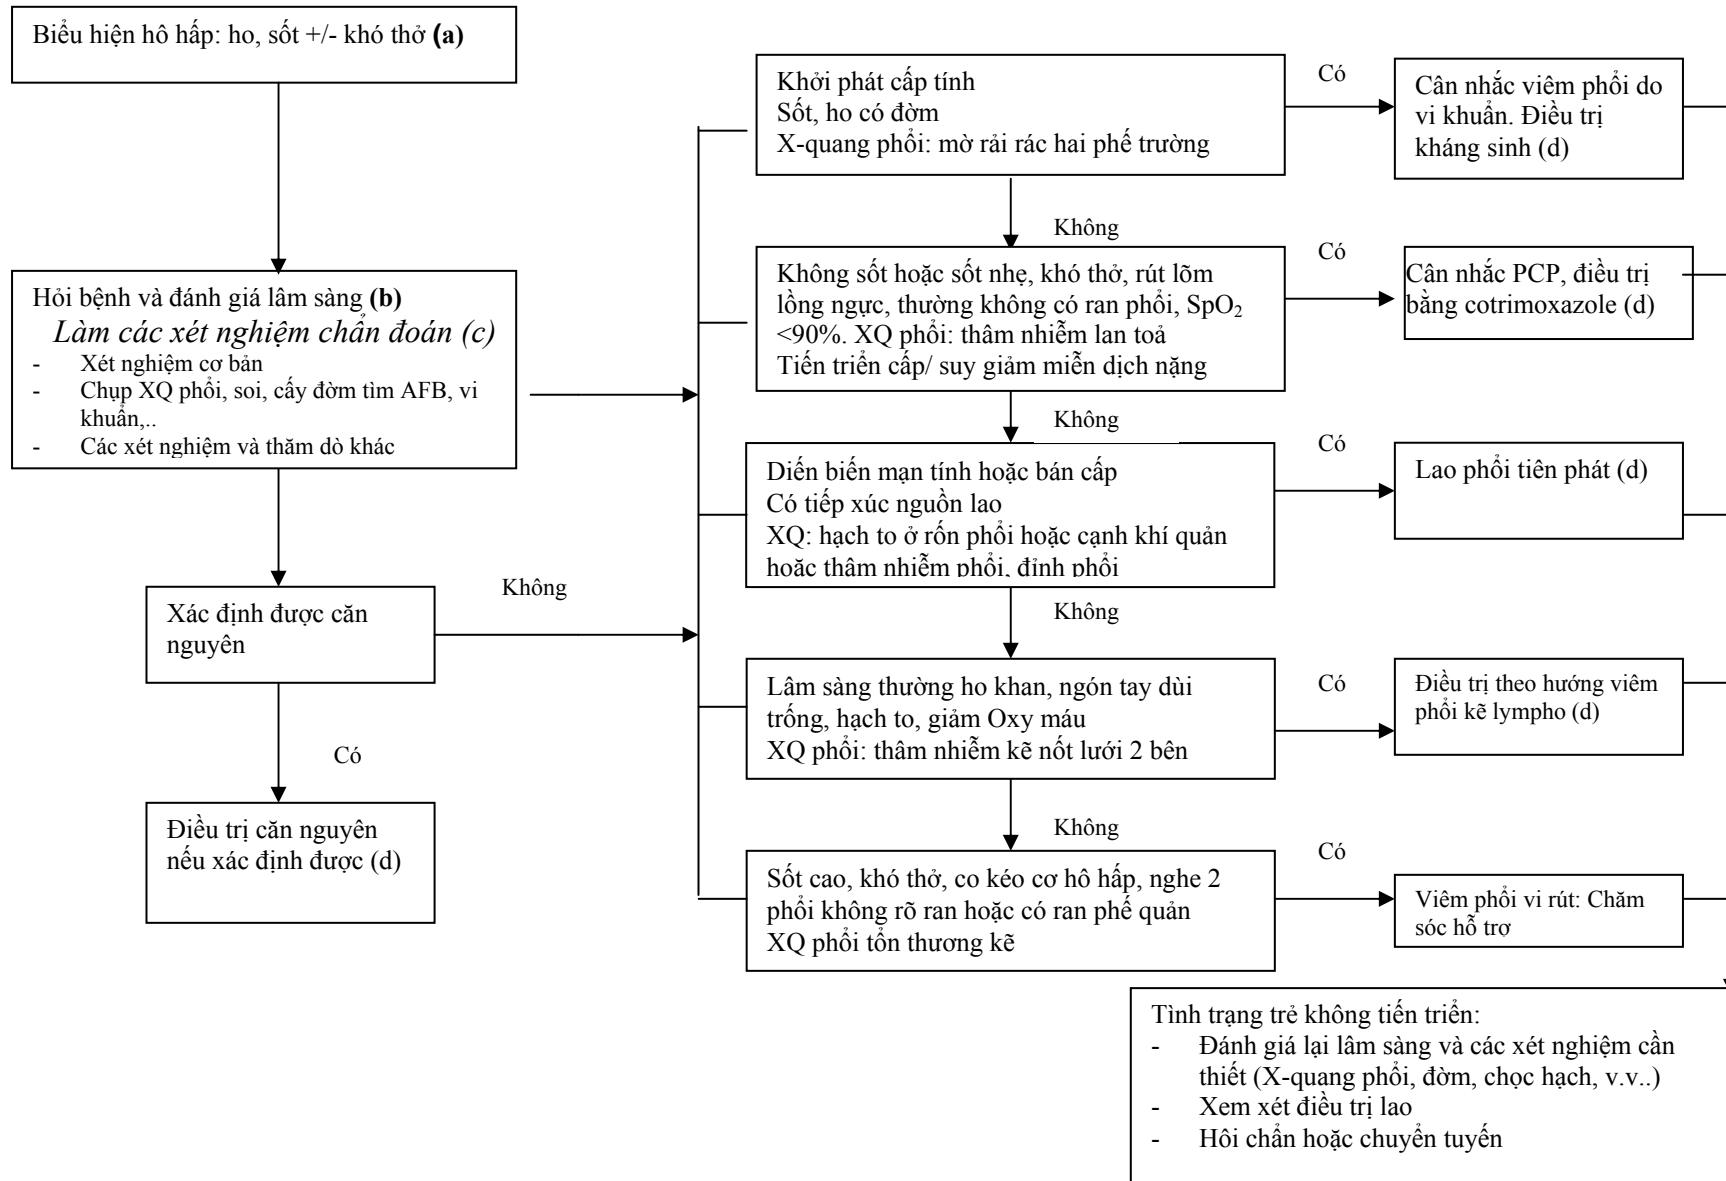 Biểu hiện hô hấp: ho, sốt +/- khó thở (a)
Hỏi bệnh và đánh giá lâm sàng (b)
Làm các xét nghiệm chẩn đoán (c)
- Xét nghiệm cơ bản
- Chụp XQ phổi, soi, cấy đờm tìm AFB, vi
khuẩn,..
- Các xét nghiệm và thăm dò khác
Xác định được căn
nguyên
Không
Có
Điều trị căn nguyên
nếu xác định được (d)
Khởi phát cấp tính
Sốt, ho có đờm
X-quang phổi: mờ rải rác hai phế trường
Có
Cân nhắc viêm phổi do
vi khuẩn. Điều trị
kháng sinh (d)
Không
Không sốt hoặc sốt nhẹ, khó thở, rút lõm
lồng ngực, thường không có ran phổi, SpO₂
<90%. XQ phổi: thâm nhiễm lan toả
Tiến triển cấp/ suy giảm miễn dịch nặng
Có
Cân nhắc PCP, điều trị
bằng cotrimoxazole (d)
Không
Diến biến mạn tính hoặc bán cấp
Có tiếp xúc nguồn lao
XQ: hạch to ở rốn phổi hoặc cạnh khí quản
hoặc thâm nhiễm phổi, đỉnh phổi
Có
Lao phổi tiên phát (d)
Không
Lâm sàng thường ho khan, ngón tay dùi
trống, hạch to, giảm Oxy máu
XQ phổi: thâm nhiễm kẽ nốt lưới 2 bên
Có
Điều trị theo hướng viêm
phổi kẽ lympho (d)
Không
Sốt cao, khó thở, co kéo cơ hô hấp, nghe 2
phổi không rõ ran hoặc có ran phế quản
XQ phổi tổn thương kẽ
Có
Viêm phổi vi rút: Chăm
sóc hỗ trợ
Tình trạng trẻ không tiến triển:
- Đánh giá lại lâm sàng và các xét nghiệm cần
thiết (X-quang phổi, đờm, chọc hạch, v.v..)
- Xem xét điều trị lao
- Hôi chẩn hoặc chuyển tuyến